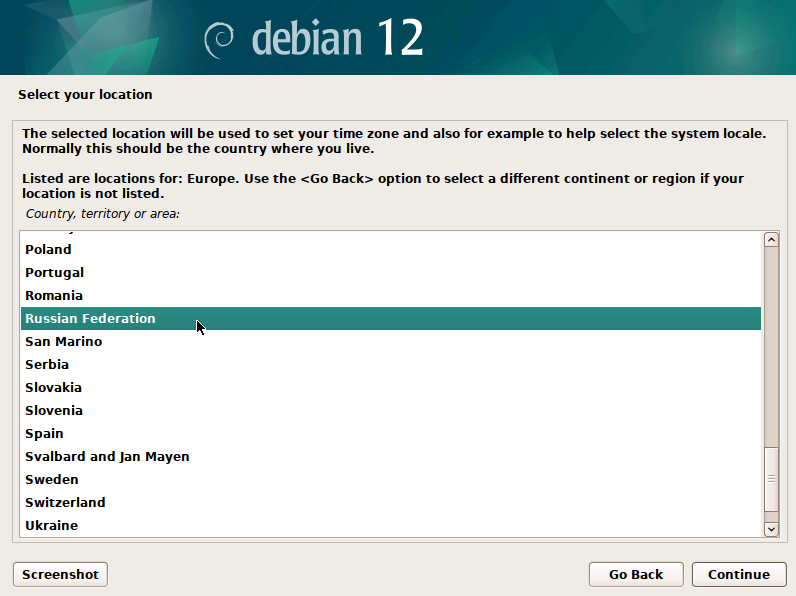 debian 12
Select your location
The selected location will be used to set your time zone and also for example to help select the system locale.
Normally this should be the country where you live.
Listed are locations for: Europe. Use the <Go Back> option to select a different continent or region if your
location is not listed.
Country, territory or area:
Poland
Portugal
Romania
Russian Federation
San Marino
Serbia
Slovakia
Slovenia
Spain
Svalbard and Jan Mayen
Sweden
Switzerland
Ukraine
Screenshot
Go Back
Continue